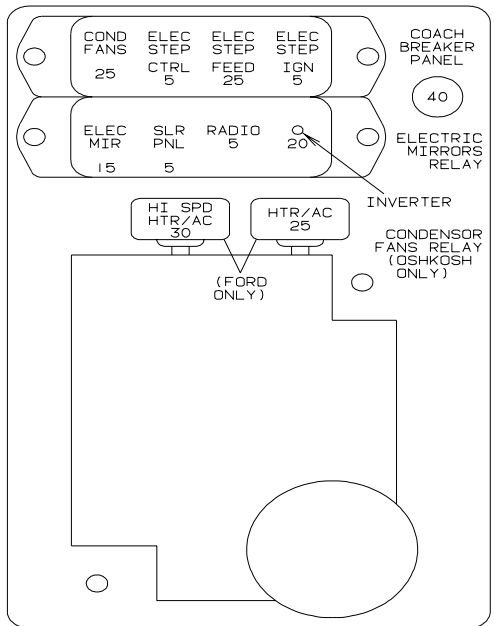 COND ELEC ELEC ELEC
FANS STEP STEP STEP
25 CTRL FEED IGN
5 25 5
COACH
BREAKER
PANEL
40
ELEC SLR RADIO
MIR PNL 5 20
15 5
ELECTRIC
MIRRORS
RELAY
INVERTER
HI SPD
HTR/AC
30
HTR/AC
25
CONDENSOR
FANS RELAY
(OSHKOSH
ONLY)
(FORD
ONLY)